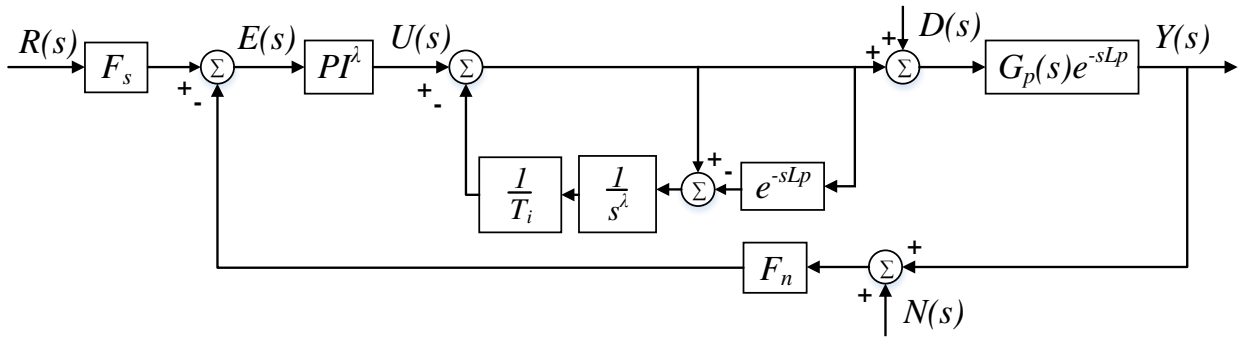 R(s)
F_s
Σ
+
-
E(s)
PI^λ
U(s)
Σ
+
-
+
+
Σ
D(s)
G_p(s)e^{-sLp}
Y(s)
1/T_i
1/s^λ
+
-
Σ
e^{-sLp}
F_n
Σ
+
+
N(s)